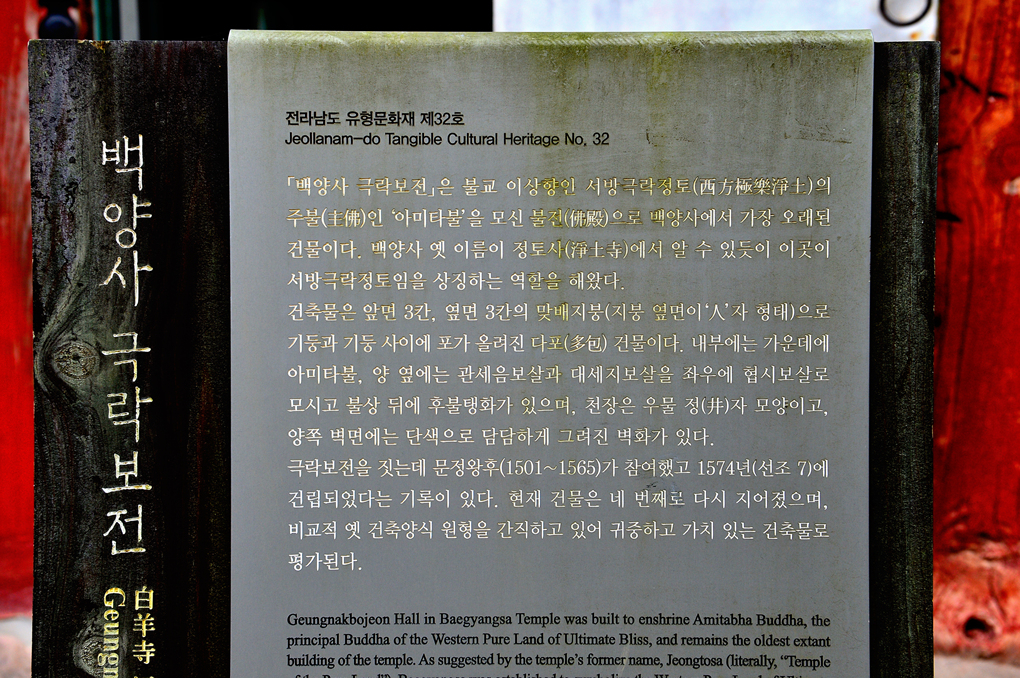 백양사 극락보전
白羊寺
Geung
전라남도 유형문화재 제32호
Jeollanam-do Tangible Cultural Heritage No. 32
「백양사 극락보전」은 불교 이상향인 서방극락정토(西方極樂淨土)의
주불(主佛)인 ‘아미타불’을 모신 불전(佛殿)으로 백양사에서 가장 오래된
건물이다. 백양사 옛 이름이 정토사(淨土寺)에서 알 수 있듯이 이곳이
서방극락정토임을 상징하는 역할을 해왔다.
건축물은 앞면 3칸, 옆면 3칸의 맞배지붕(지붕 옆면이 ‘人’자 형태)으로
기둥과 기둥 사이에 포가 올려진 다포(多包) 건물이다. 내부에는 가운데에
아미타불, 양 옆에는 관세음보살과 대세지보살을 좌우에 협시보살로
모시고 불상 뒤에 후불탱화가 있으며, 천장은 우물 정(井)자 모양이고,
양쪽 벽면에는 단색으로 담담하게 그려진 벽화가 있다.
극락보전을 짓는데 문정왕후(1501~1565)가 참여했고 1574년(선조 7)에
건립되었다는 기록이 있다. 현재 건물은 네 번째로 다시 지어졌으며,
비교적 옛 건축양식 원형을 간직하고 있어 귀중하고 가치 있는 건축물로
평가된다.
Geungnakbojeon Hall in Baegyangsa Temple was built to enshrine Amitabha Buddha, the
principal Buddha of the Western Pure Land of Ultimate Bliss, and remains the oldest extant
building of the temple. As suggested by the temple's former name, Jeongtosa (literally, “Temple